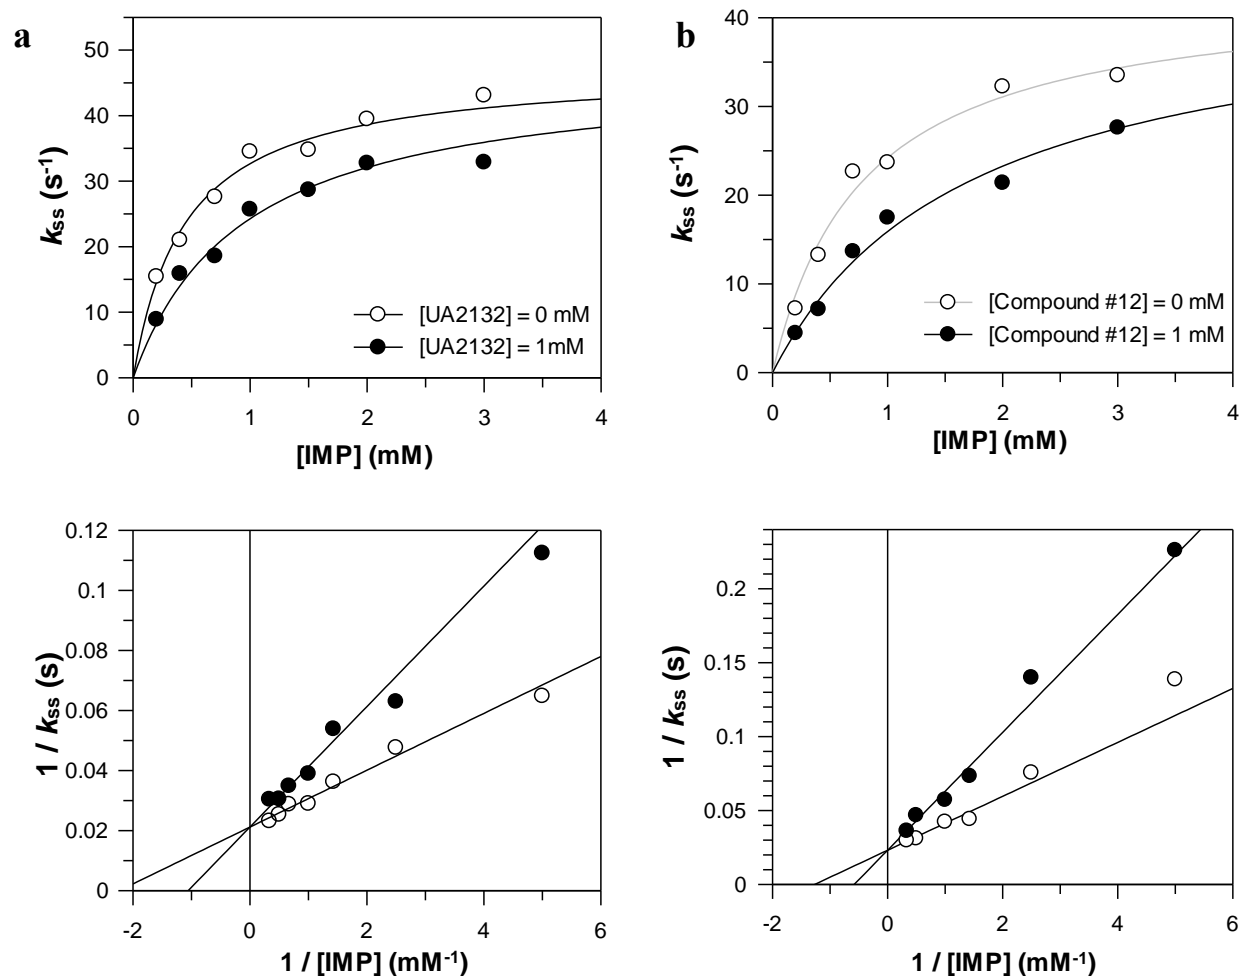 a
50
40
30
20
10
0
kss (s-1)
[UA2132] = 0 mM
[UA2132] = 1mM
0 1 2 3 4
[IMP] (mM)
b
40
30
20
10
0
kss (s-1)
[Compound #12] = 0 mM
[Compound #12] = 1 mM
0 1 2 3 4
[IMP] (mM)
0.12
0.1
0.08
0.06
0.04
0.02
0
1 / kss (s)
-2 0 2 4 6
1 / [IMP] (mM-1)
0.2
0.15
0.1
0.05
0
1 / kss (s)
-2 0 2 4 6
1 / [IMP] (mM-1)